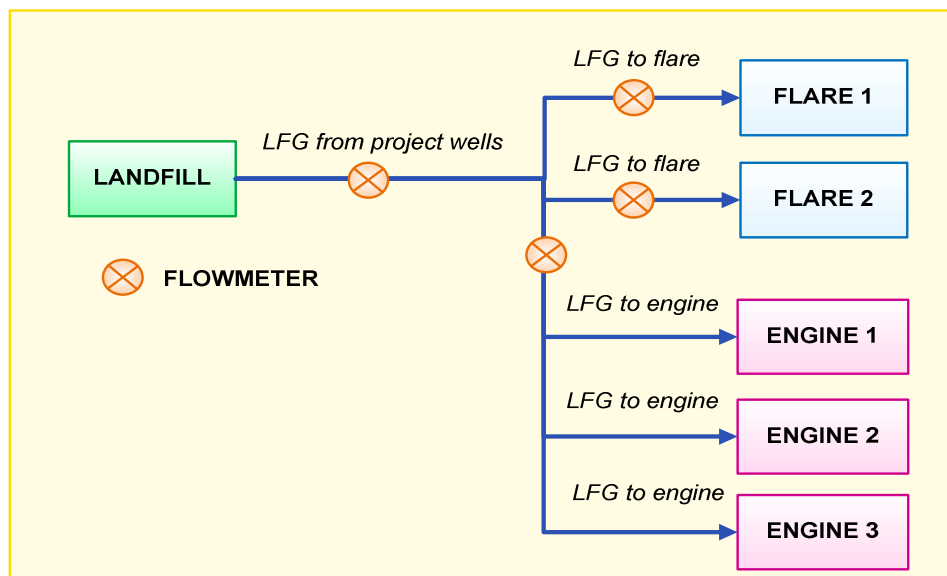 LFG to flare
FLARE 1
LFG from project wells
LANDFILL
LFG to flare
FLARE 2
FLOWMETER
LFG to engine
ENGINE 1
LFG to engine
ENGINE 2
LFG to engine
ENGINE 3